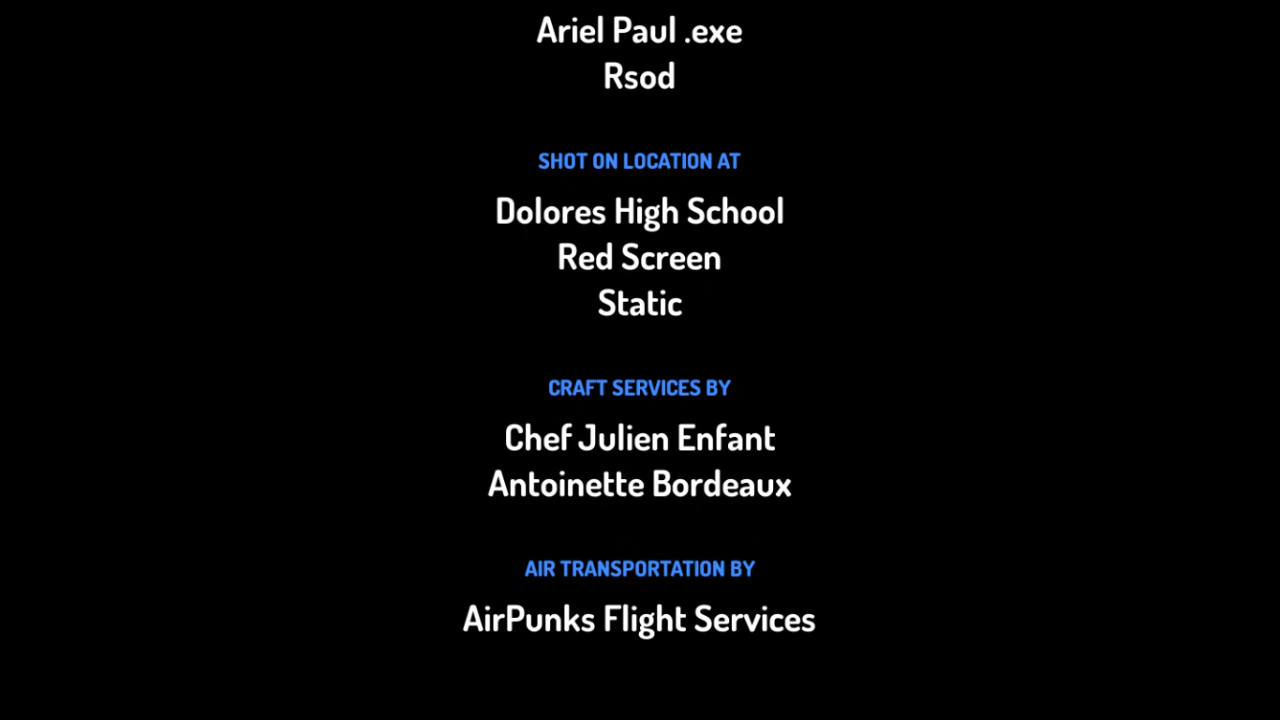 Ariel Paul .exe
Rsod
SHOT ON LOCATION AT
Dolores High School
Red Screen
Static
CRAFT SERVICES BY
Chef Julien Enfant
Antoinette Bordeaux
AIR TRANSPORTATION BY
AirPunks Flight Services